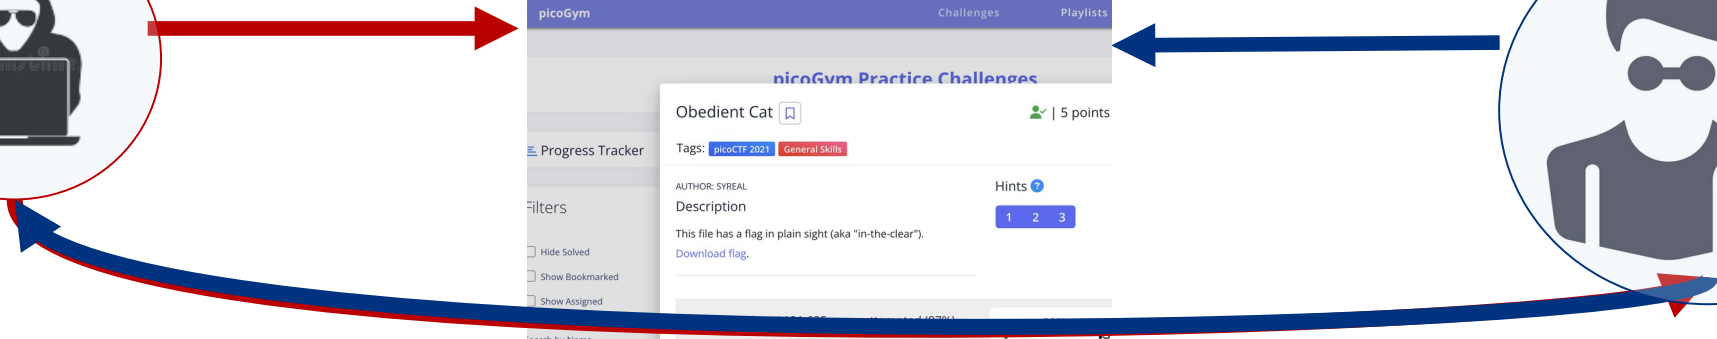 picoGym Challenges Playlists
picoGym Practice Challenges
Obedient Cat | 5 points
Progress Tracker
Tags: picoCTF 2021 General Skills
AUTHOR: SYREAL
Hints ?
Filters
Description
1 2 3
This file has a flag in plain sight (aka "in-the-clear").
Hide Solved
Download flag.
Show Bookmarked
Show Assigned